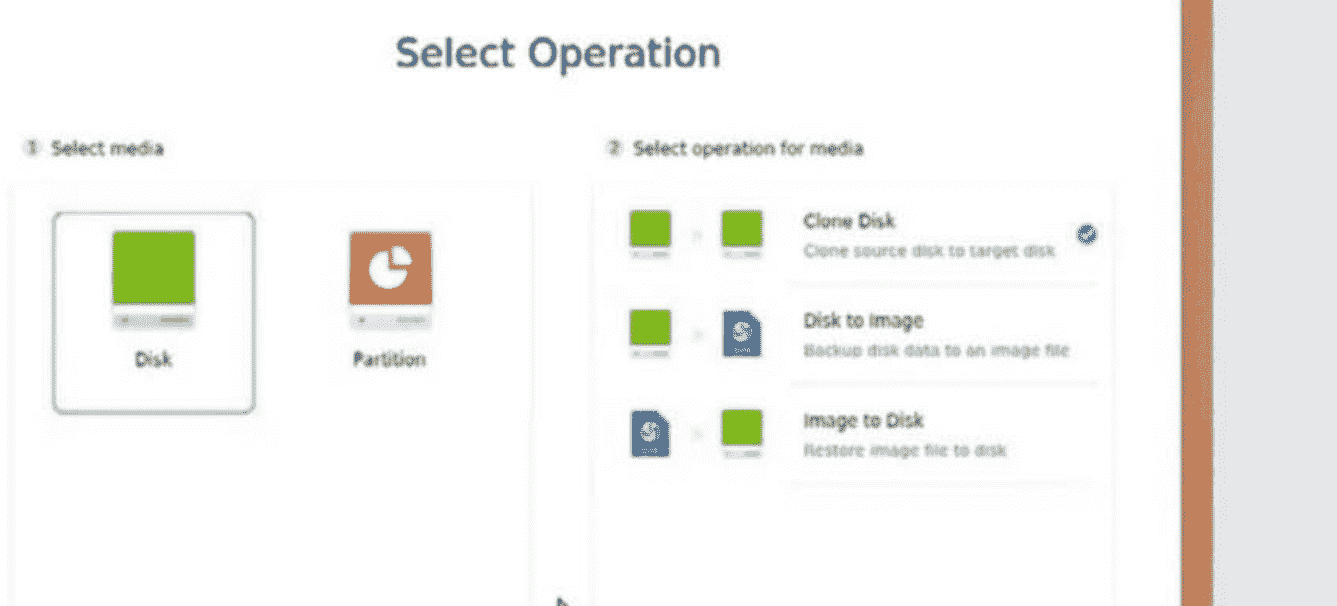 Select Operation
① Select media
② Select operation for media
Disk
Partition
Clone Disk
Clone source disk to target disk
Disk to Image
Backup disk data to an image file
Image to Disk
Restore image file to disk